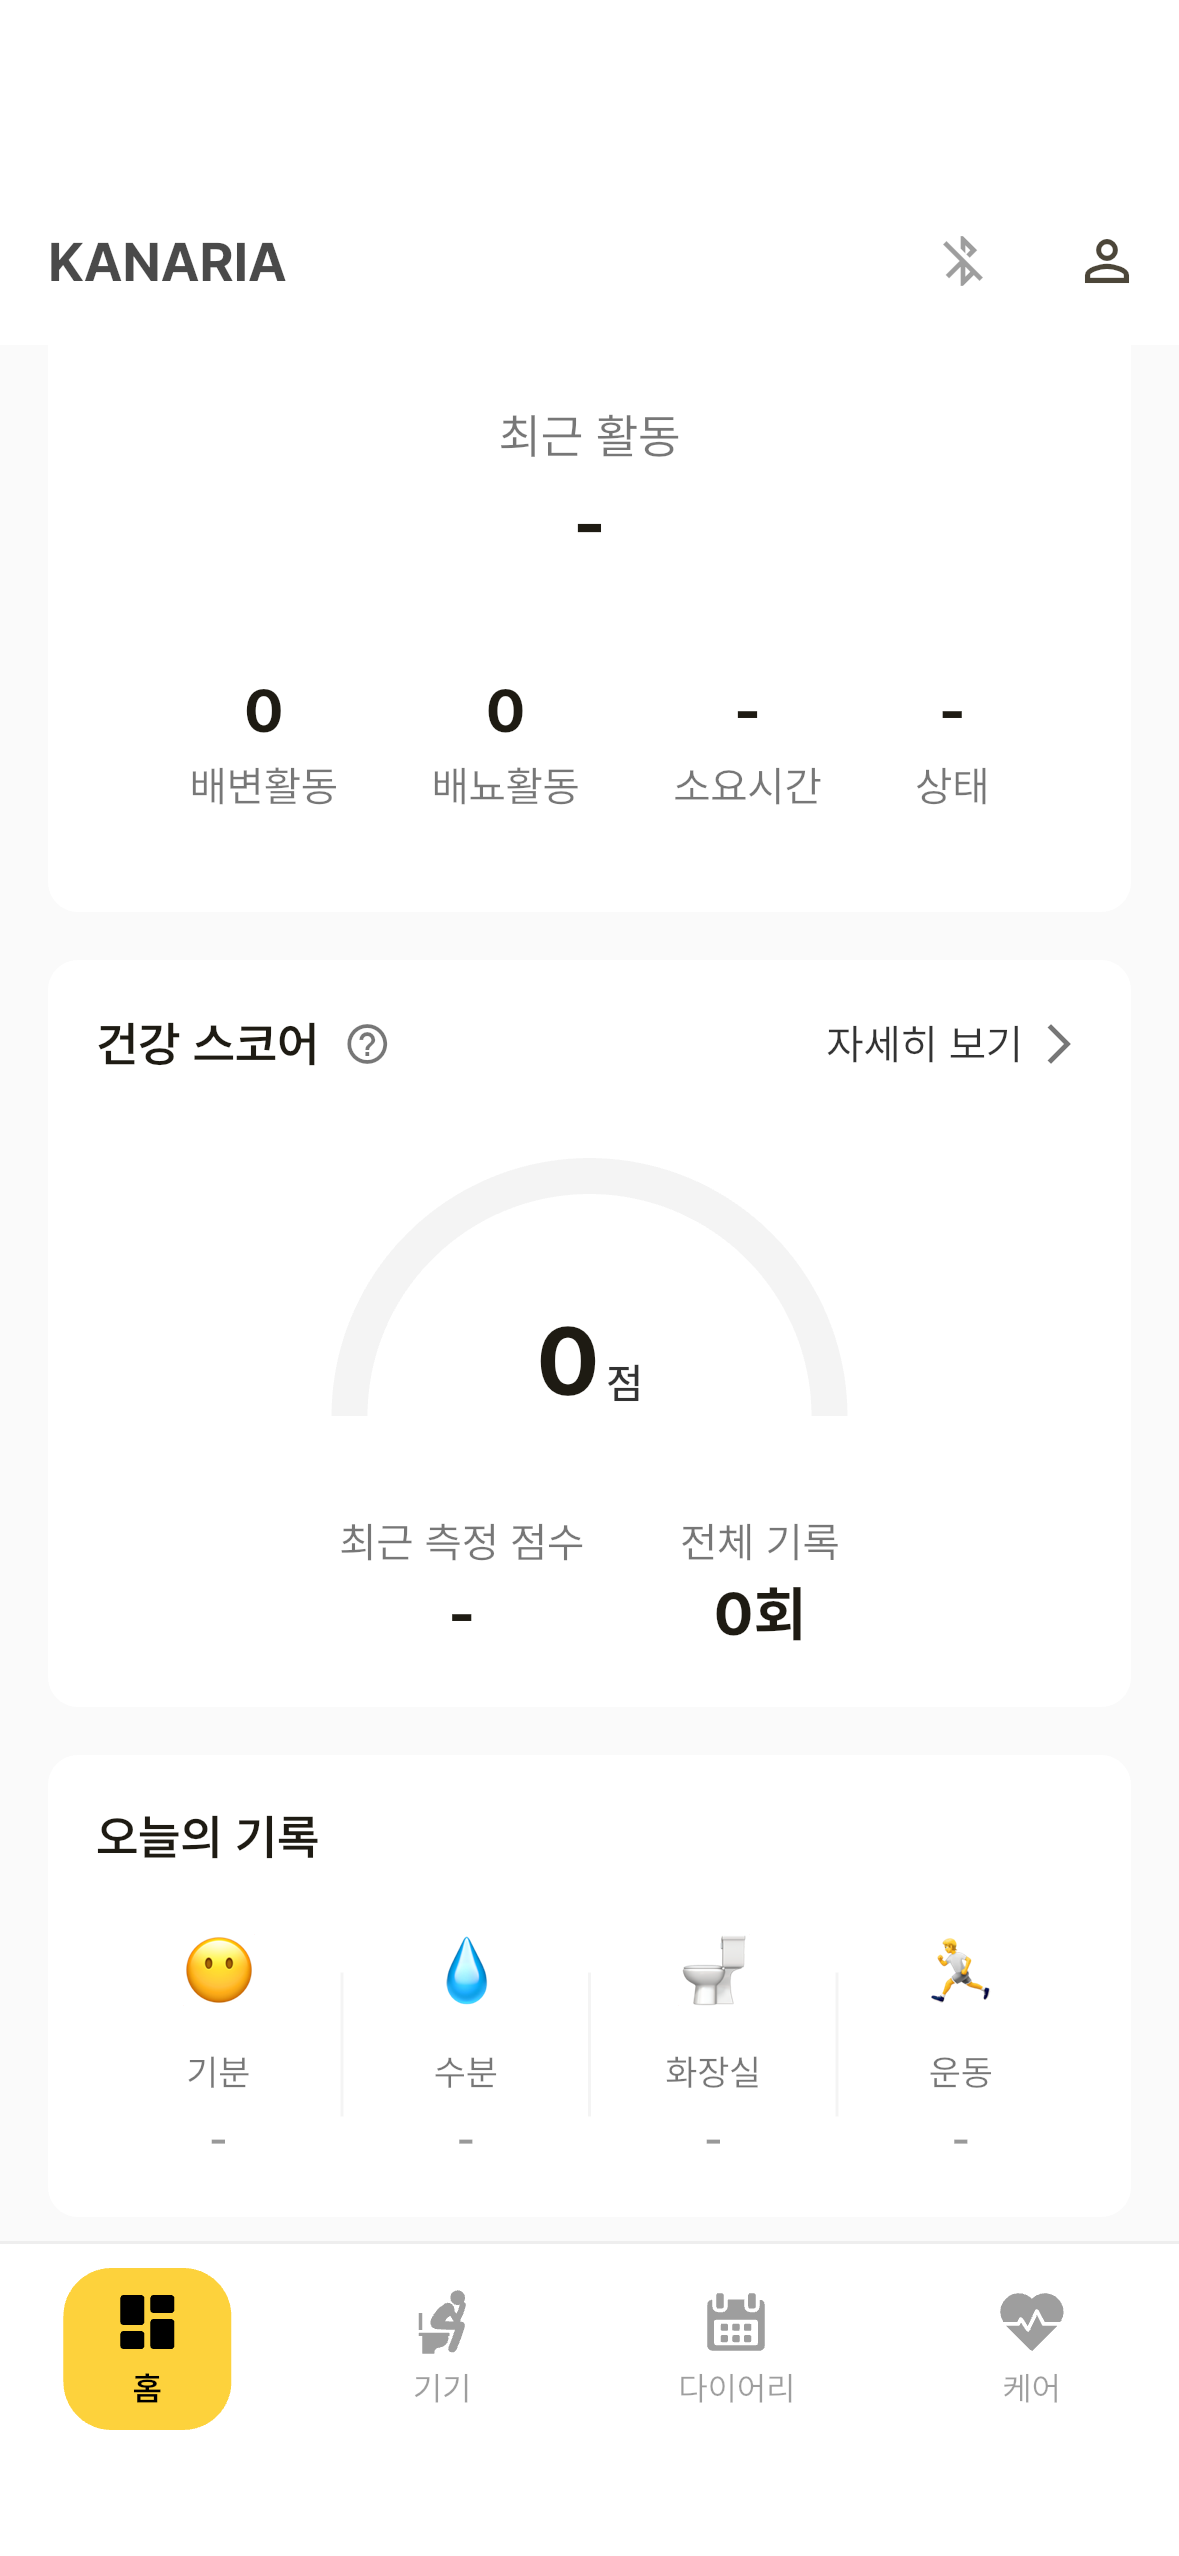 KANARIA
최근 활동
-
0 0 - -
배변활동 배뇨활동 소요시간 상태
건강 스코어 자세히 보기
0점
최근 측정 점수 전체 기록
- 0회
오늘의 기록
기분 수분 화장실 운동
- - - -
홈 기기 다이어리 케어